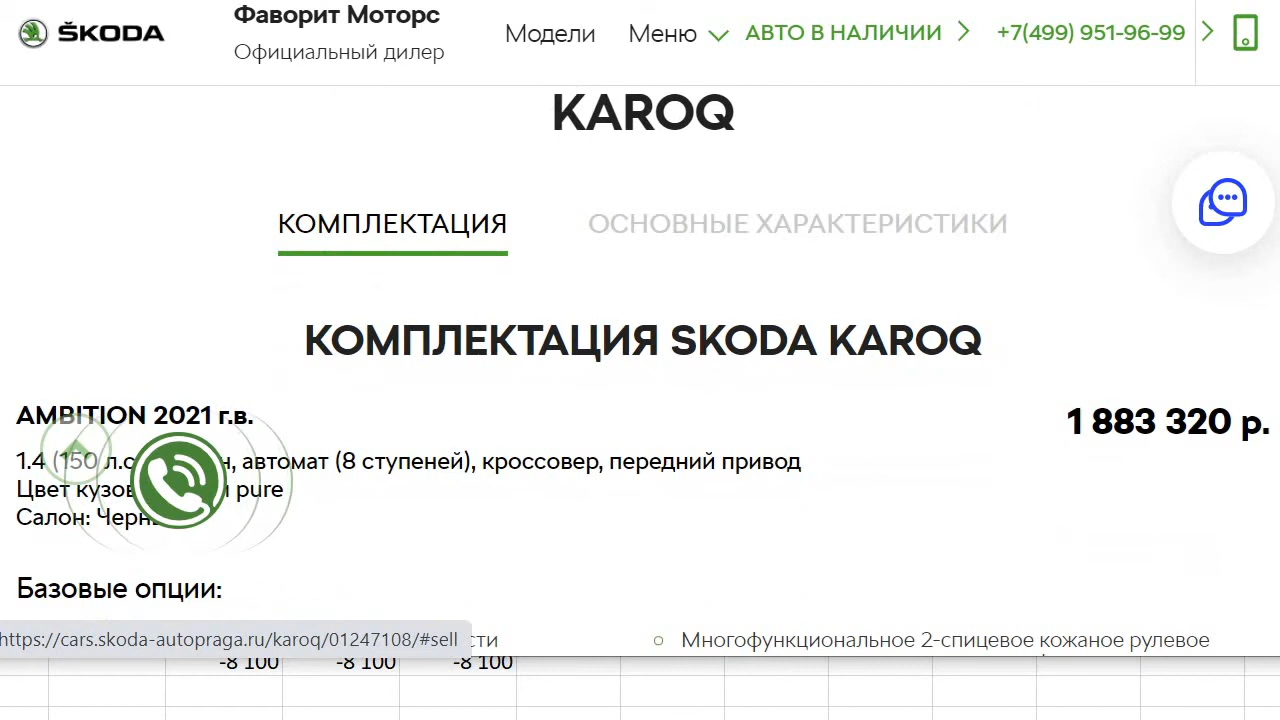 ŠKODA
Фаворит Моторс
Официальный дилер
Модели
Меню
АВТО В НАЛИЧИИ
+7(499) 951-96-99
KAROQ
КОМПЛЕКТАЦИЯ
ОСНОВНЫЕ ХАРАКТЕРИСТИКИ
КОМПЛЕКТАЦИЯ SKODA KAROQ
AMBITION 2021 г.в.
1 883 320 р.
1.4 (150 л.с автомат (8 ступеней), кроссовер, передний привод
Цвет pure
Салон:
Базовые опции:
https://cars.skoda-autopraga.ru/karoq/01247108/#sell
Многофункциональное 2-спицевое кожаное рулевое
-8 100 -8 100 -8 100